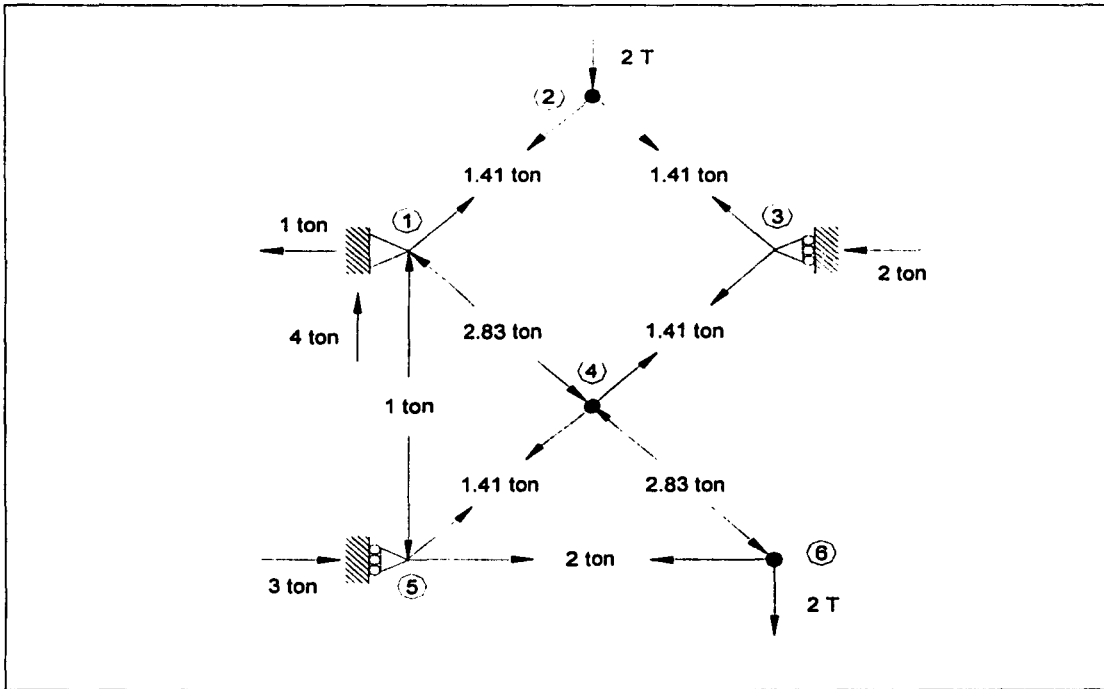 2 T
2
1.41 ton
1.41 ton
1
3
1 ton
2 ton
4 ton
2.83 ton
1.41 ton
4
1 ton
1.41 ton
2.83 ton
3 ton
5
2 ton
6
2 T